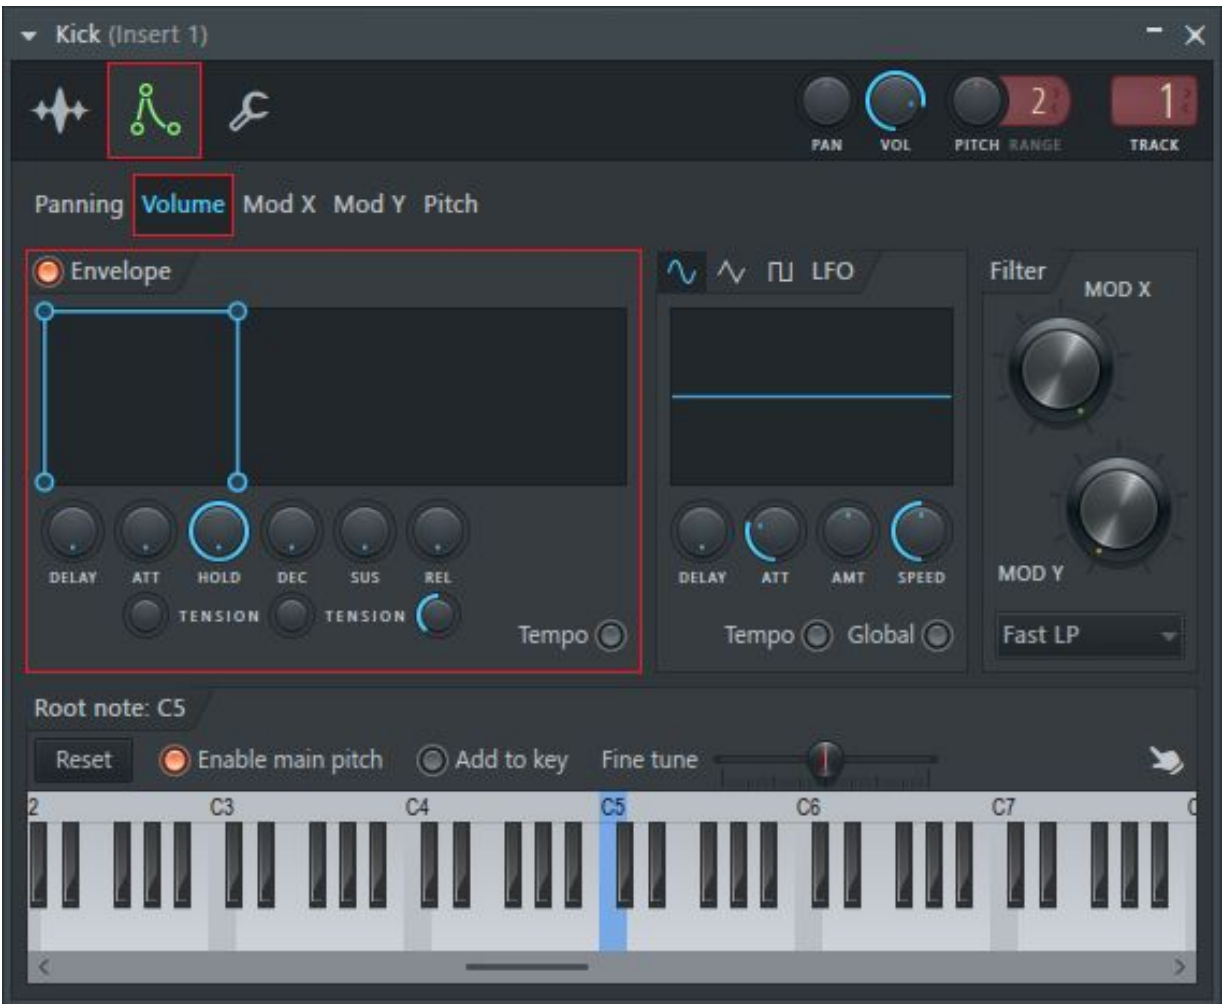 Kick (Insert 1)
2 1
PAN VOL PITCH RANGE TRACK
Panning Volume Mod X Mod Y Pitch
Envelope LFO Filter
MOD X
DELAY ATT HOLD DEC SUS REL DELAY ATT AMT SPEED MOD Y
TENSION TENSION
Tempo Tempo Global Fast LP
Root note: C5
Reset Enable main pitch Add to key Fine tune
2 C3 C4 C5 C6 C7 C